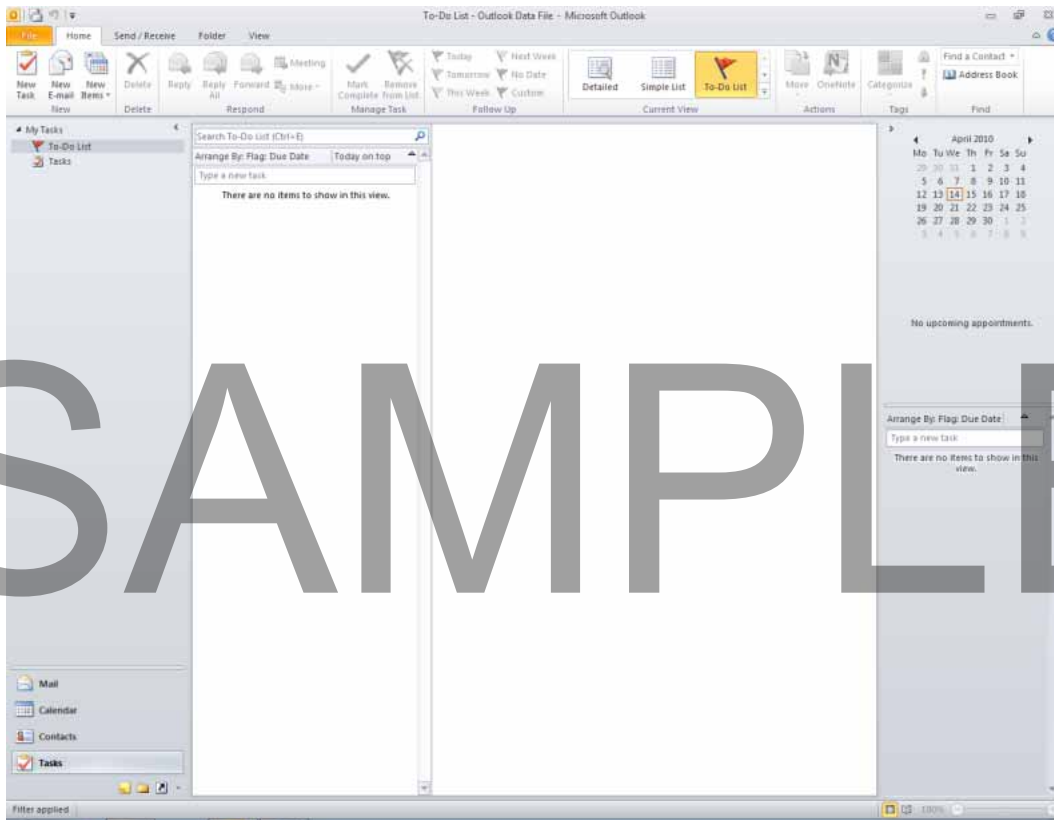 To-Do List - Outlook Data File - Microsoft Outlook
File Home Send / Receive Folder View
New Task
New E-mail
New Items
New
Delete
Delete
Reply
Reply All
Forward
Meeting
More
Respond
Mark Complete
Remove from List
Manage Task
Today
Tomorrow
This Week
Next Week
No Date
Custom
Follow Up
Detailed
Simple List
To-Do List
Current View
Move
OneNote
Actions
Categorize
Tags
Find a Contact
Address Book
Find
My Tasks
To-Do List
Tasks
Search To-Do List (Ctrl+E)
Arrange By: Flag: Due Date Today on top
Type a new task
There are no items to show in this view.
April 2010
Mo Tu We Th Fr Sa Su
29 30 31 1 2 3 4
5 6 7 8 9 10 11
12 13 14 15 16 17 18
19 20 21 22 23 24 25
26 27 28 29 30 1 2
3 4 5 6 7 8 9
No upcoming appointments.
Arrange By: Flag: Due Date
Type a new task
There are no items to show in this view.
SAMPLE
Mail
Calendar
Contacts
Tasks
Filter applied
100%